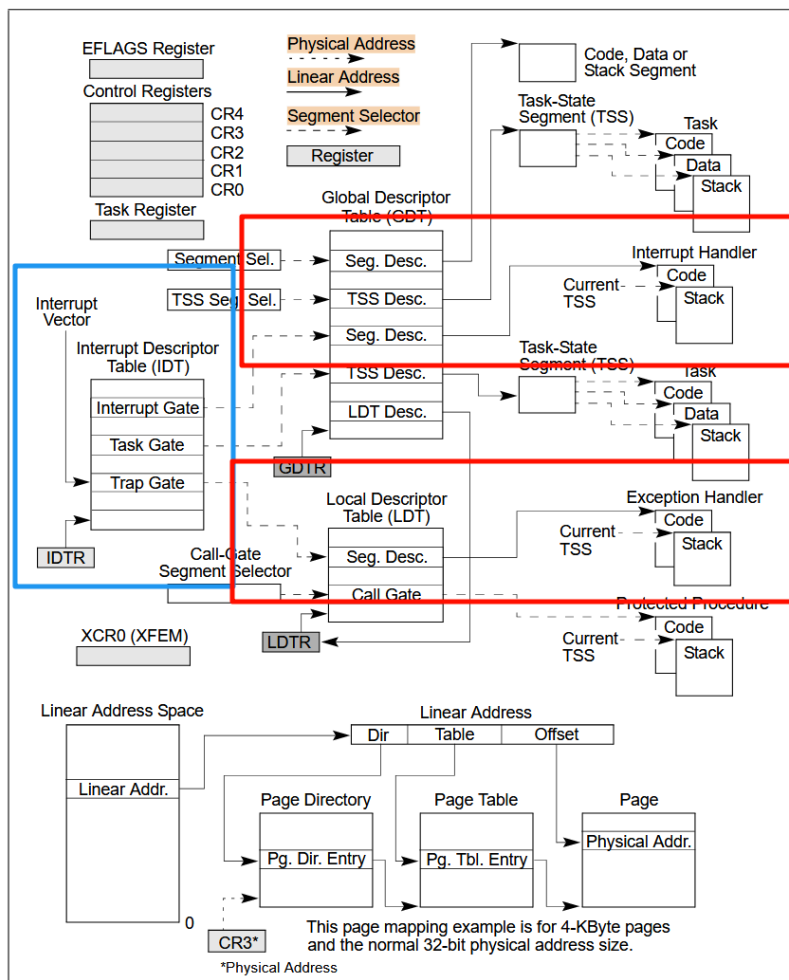 EFLAGS Register
Control Registers
CR4
CR3
CR2
CR1
CR0
Task Register
Physical Address
Linear Address
Segment Selector
Register
Code, Data or
Stack Segment
Task-State
Segment (TSS)
Task
Code
Data
Stack
Global Descriptor
Table (GDT)
Segment Sel.
Seg. Desc.
TSS Seg. Sel.
TSS Desc.
Seg. Desc.
TSS Desc.
LDT Desc.
GDTR
Interrupt Handler
Code
Current
TSS
Stack
Interrupt
Vector
Interrupt Descriptor
Table (IDT)
Interrupt Gate
Task Gate
Trap Gate
IDTR
Task-State
Segment (TSS)
Task
Code
Data
Stack
Local Descriptor
Table (LDT)
Seg. Desc.
Call Gate
LDTR
Call-Gate
Segment Selector
Exception Handler
Code
Current
TSS
Stack
Protected Procedure
Code
Current
TSS
Stack
XCR0 (XFEM)
Linear Address Space
Linear Addr.
0
Linear Address
Dir
Table
Offset
Page Directory
Pg. Dir. Entry
Page Table
Pg. Tbl. Entry
Page
Physical Addr.
CR3*
*Physical Address
This page mapping example is for 4-KByte pages
and the normal 32-bit physical address size.